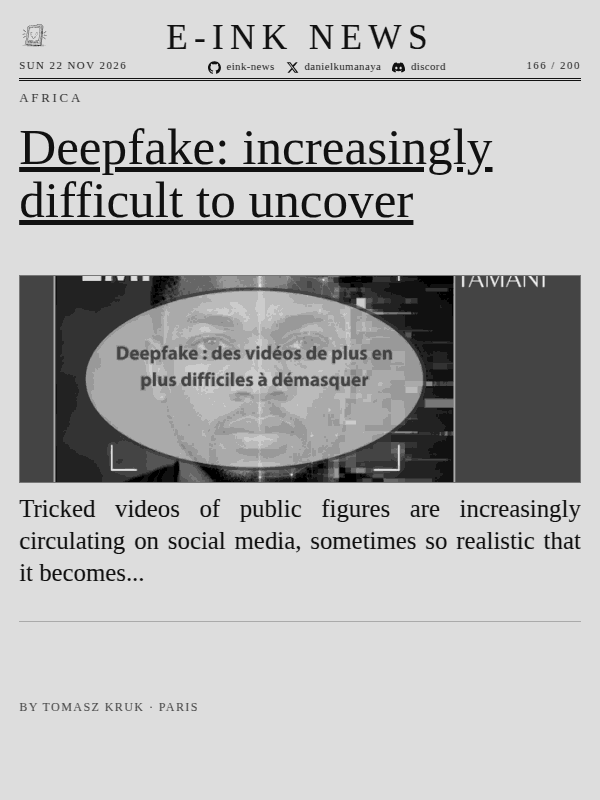 E-INK NEWS
SUN 22 NOV 2026
eink-news
danielkumanaya
discord
166 / 200
AFRICA
Deepfake: increasingly
difficult to uncover
TAMANI
Deepfake : des vidéos de plus en
plus difficiles à démasquer
Tricked videos of public figures are increasingly
circulating on social media, sometimes so realistic that
it becomes...
BY TOMASZ KRUK · PARIS